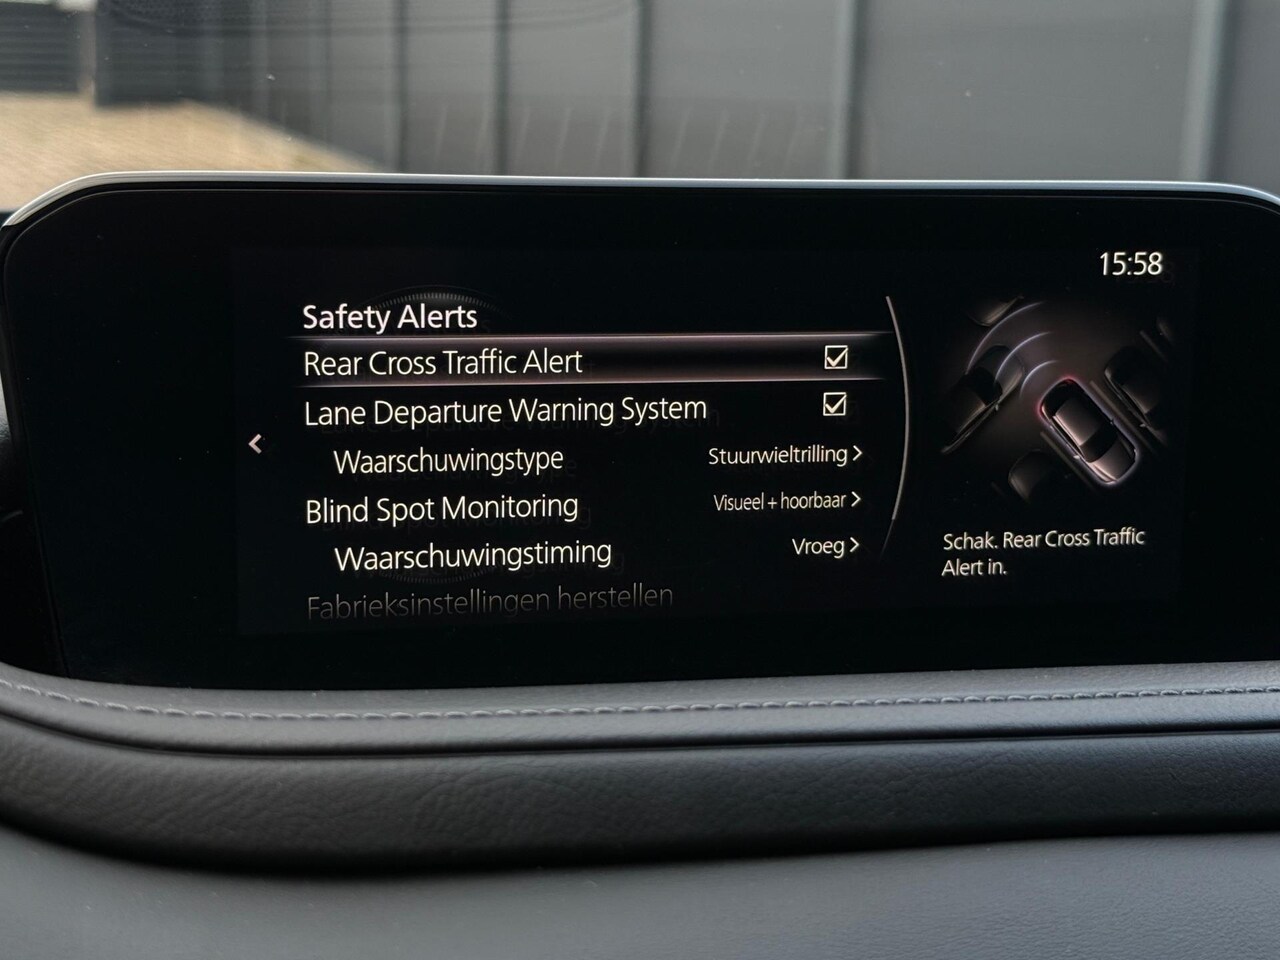 15:58
Safety Alerts
Rear Cross Traffic Alert
Lane Departure Warning System
Waarschuwingstype Stuurwieltrilling >
Blind Spot Monitoring Visueel + hoorbaar >
Waarschuwingstiming Vroeg >
Fabrieksinstellingen herstellen
Schak. Rear Cross Traffic
Alert in.